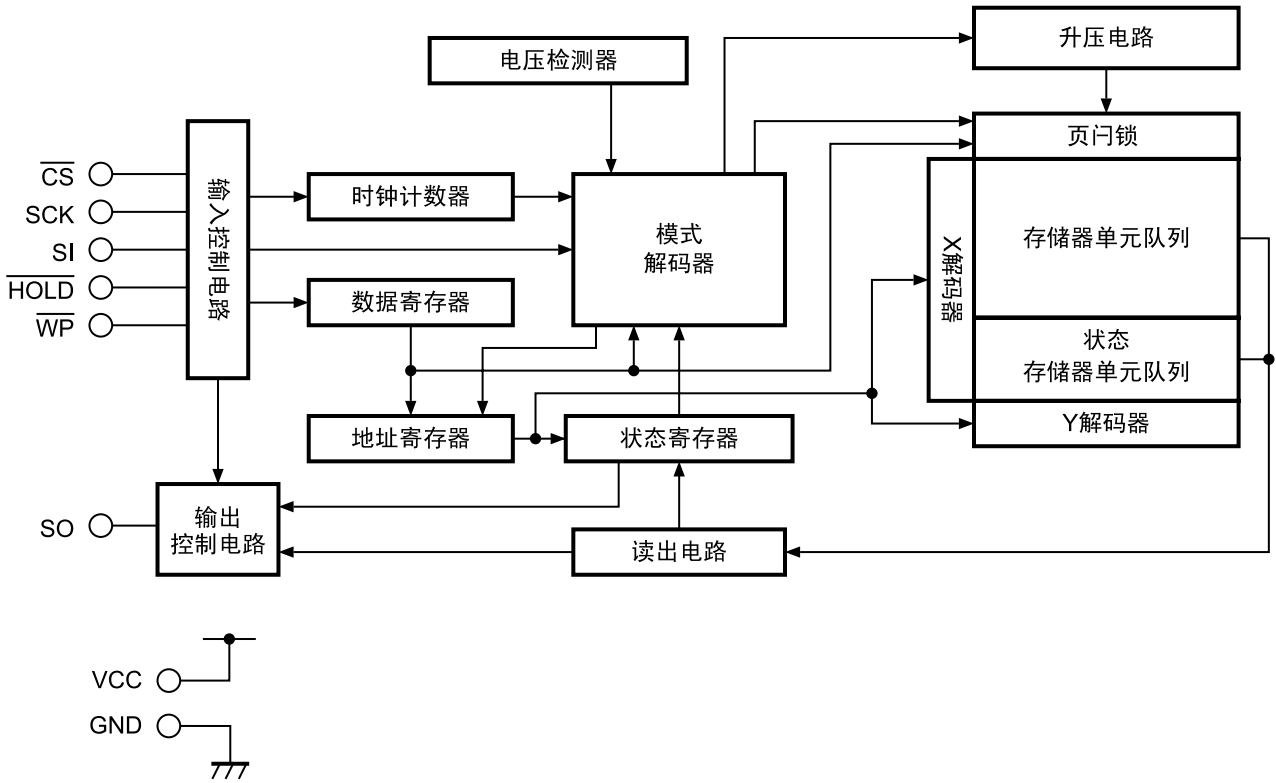 升压电路
电压检测器
页闩锁
CS
SCK
SI
HOLD
WP
输入控制电路
时钟计数器
数据寄存器
模式
解码器
X解码器
存储器单元队列
状态
存储器单元队列
Y解码器
地址寄存器
状态寄存器
SO
输出
控制电路
读出电路
VCC
GND